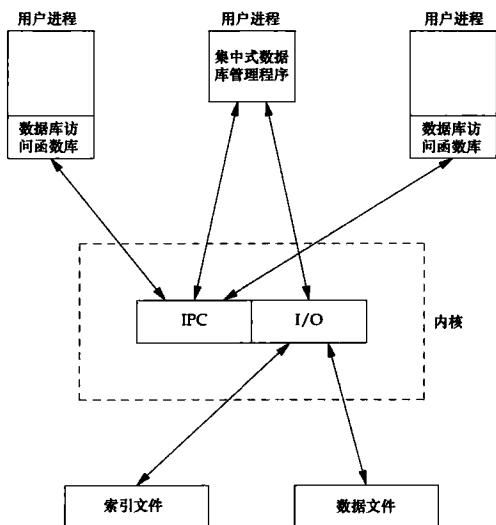 用户进程
用户进程
用户进程
集中式数据
库管理程序
数据库访
问函数库
数据库访
问函数库
IPC
I/O
内核
索引文件
数据文件